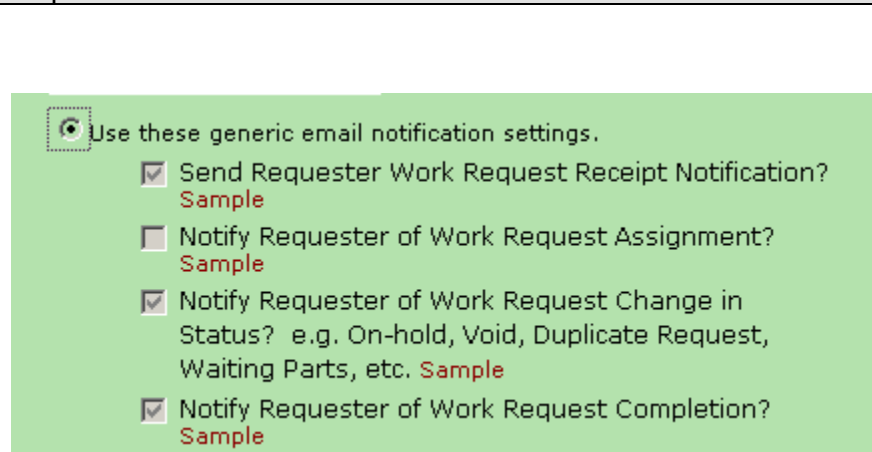 Use these generic email notification settings.
Send Requester Work Request Receipt Notification?
Sample
Notify Requester of Work Request Assignment?
Sample
Notify Requester of Work Request Change in
Status?  e.g. On-hold, Void, Duplicate Request,
Waiting Parts, etc. Sample
Notify Requester of Work Request Completion?
Sample